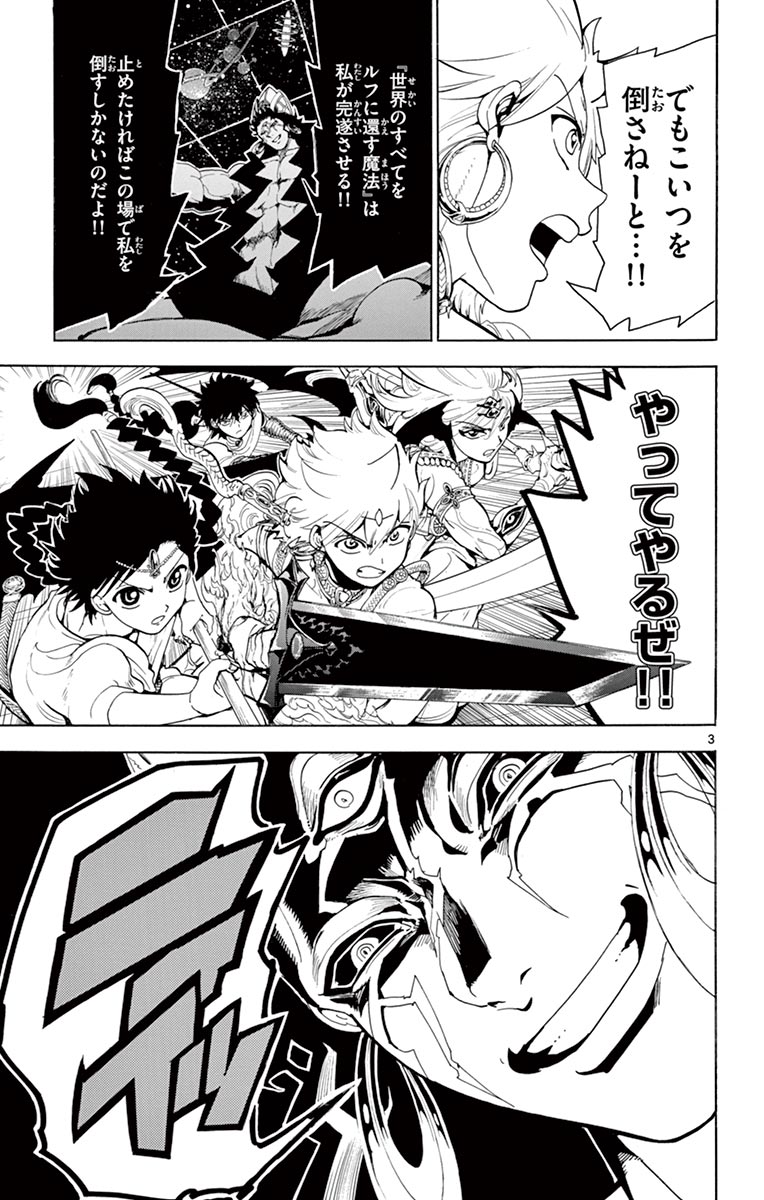 でもこいつを
倒さねーと…!!
『世界のすべてを
ルフに還す魔法』は
私が完遂させる!!
止めたければこの場で私を
倒すしかないのだよ!!
やってやるぜ!!
3
ニィイッ